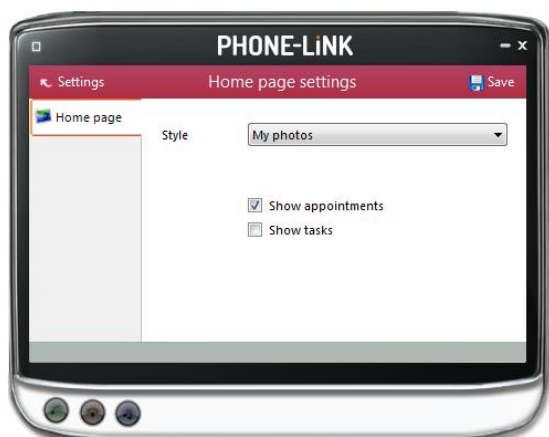 PHONE-LiNK
Settings
Home page settings
Save
Home page
Style
My photos
Show appointments
Show tasks